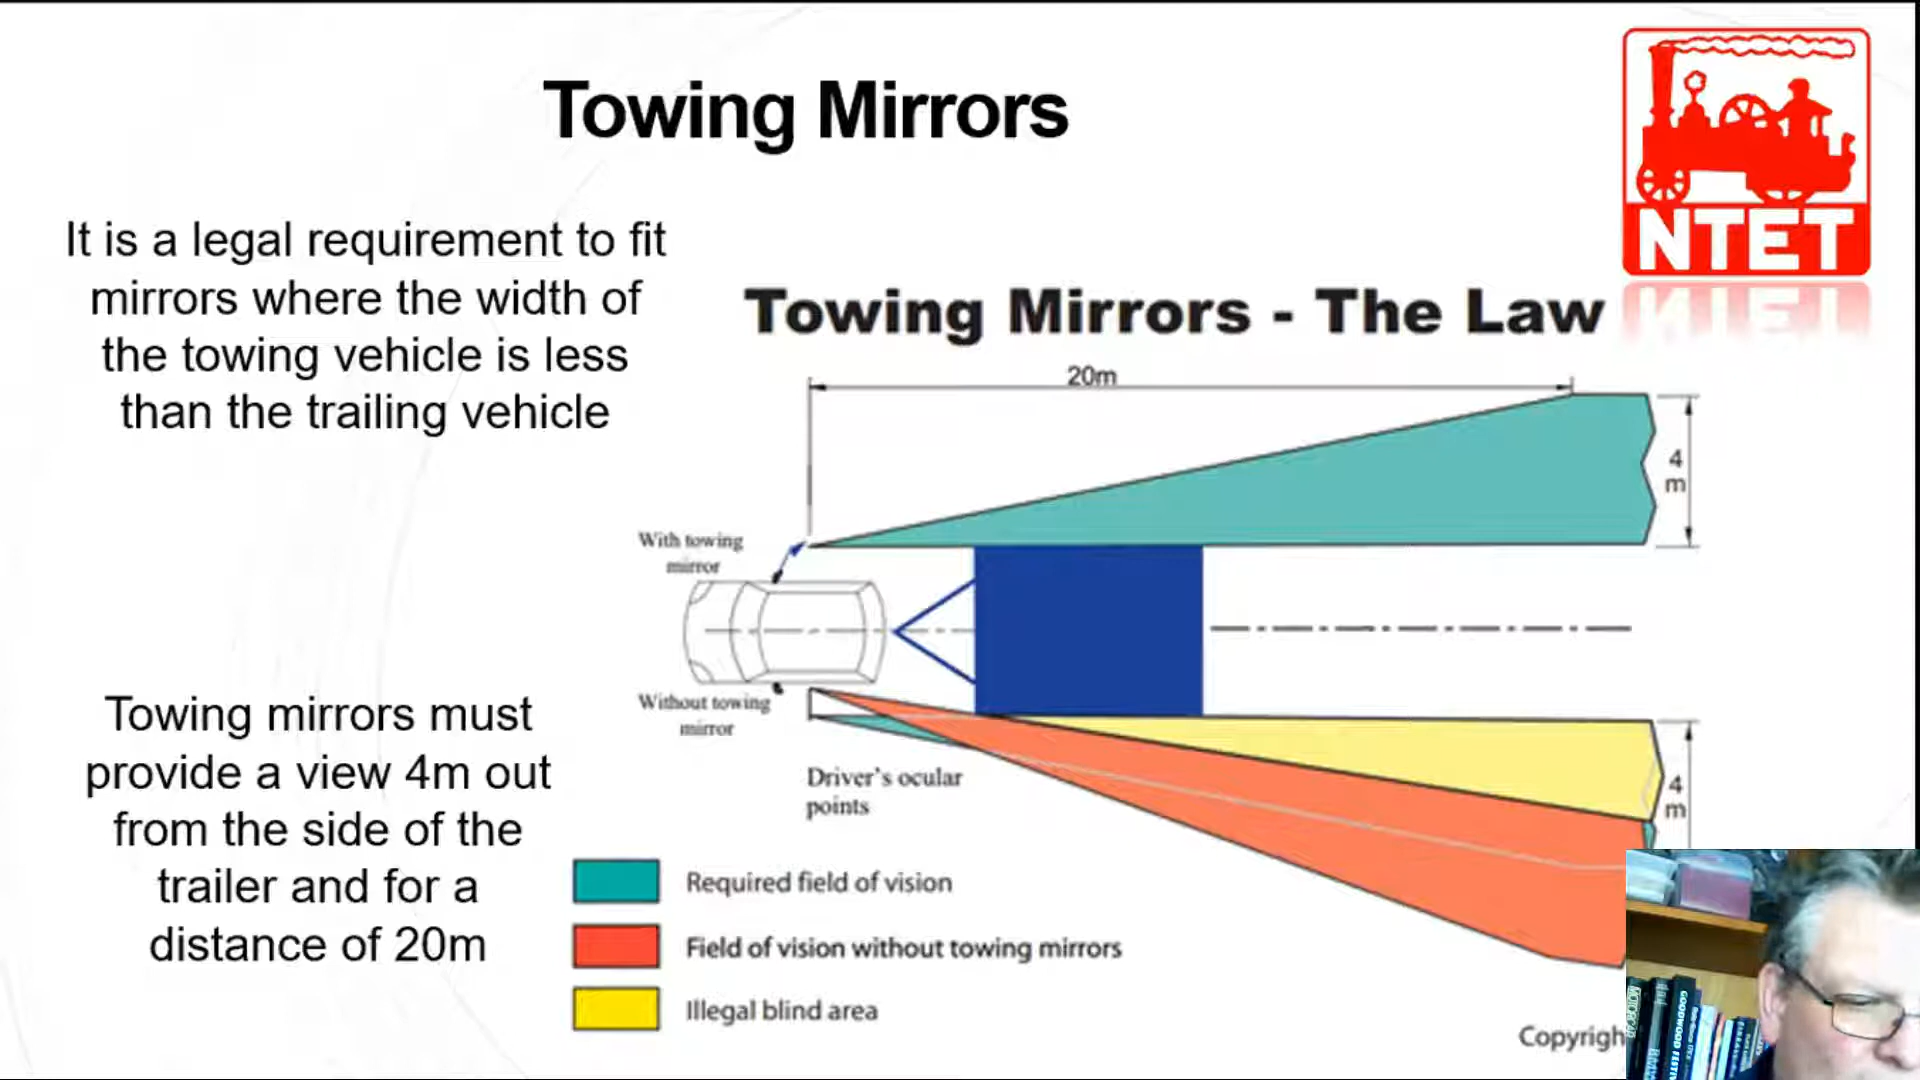 Towing Mirrors
NTET
It is a legal requirement to fit
mirrors where the width of
the towing vehicle is less
than the trailing vehicle
Towing Mirrors - The Law
20m
4
m
With towing
mirror
Without towing
mirror
Driver's ocular
points
4
m
Towing mirrors must
provide a view 4m out
from the side of the
trailer and for a
distance of 20m
Required field of vision
Field of vision without towing mirrors
Illegal blind area
Copyrigh
GOODWOOD